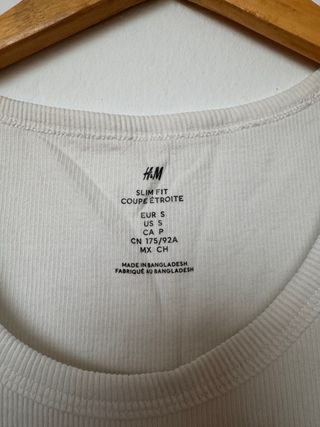 H&M
SLIM FIT
COUPE ÉTROITE
EUR S
US S
CA P
CN 175/92A
MX CH
MADE IN BANGLADESH
FABRIQUÉ AU BANGLADESH